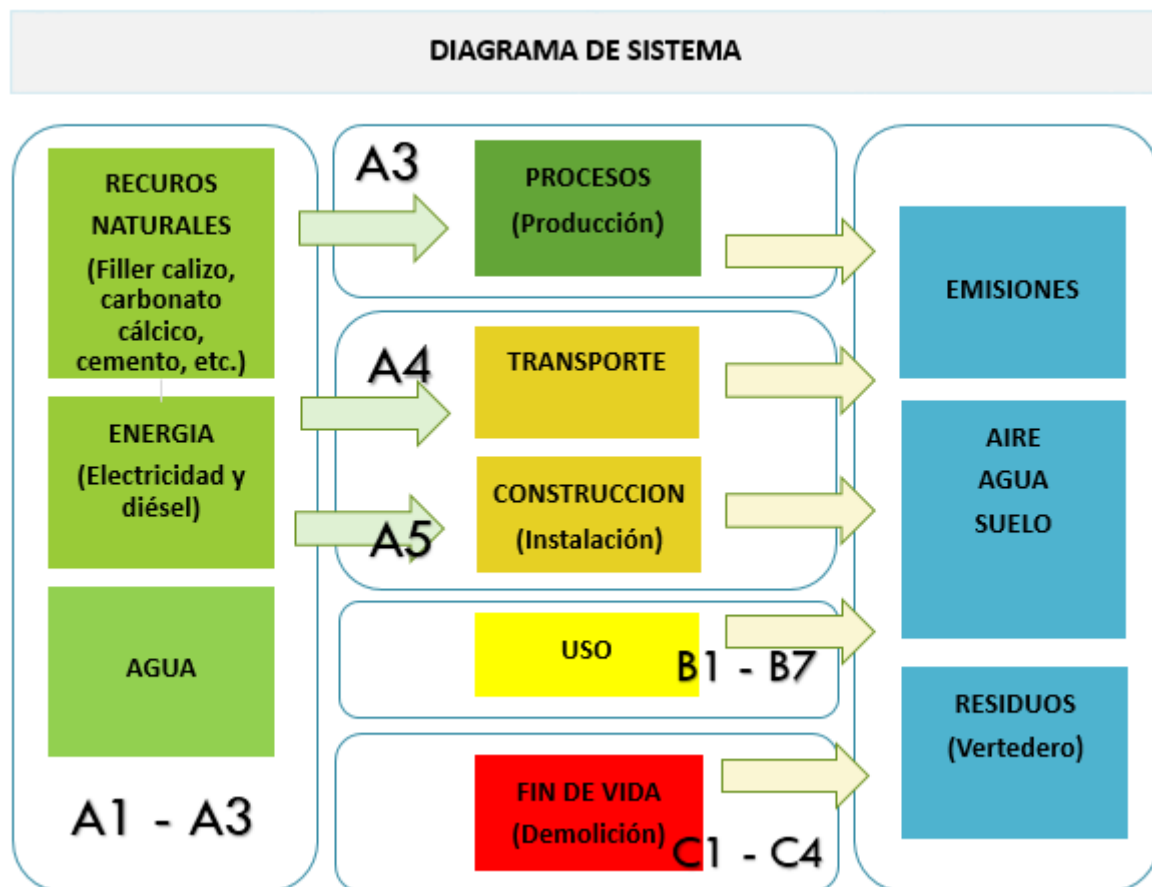 DIAGRAMA DE SISTEMA
RECUROS
NATURALES
(Filler calizo,
carbonato
cálcico,
cemento, etc.)
ENERGIA
(Electricidad y
diésel)
AGUA
A1 - A3
A3
PROCESOS
(Producción)
A4
TRANSPORTE
A5
CONSTRUCCION
(Instalación)
USO
B1 - B7
FIN DE VIDA
(Demolición)
C1 - C4
EMISIONES
AIRE
AGUA
SUELO
RESIDUOS
(Vertedero)